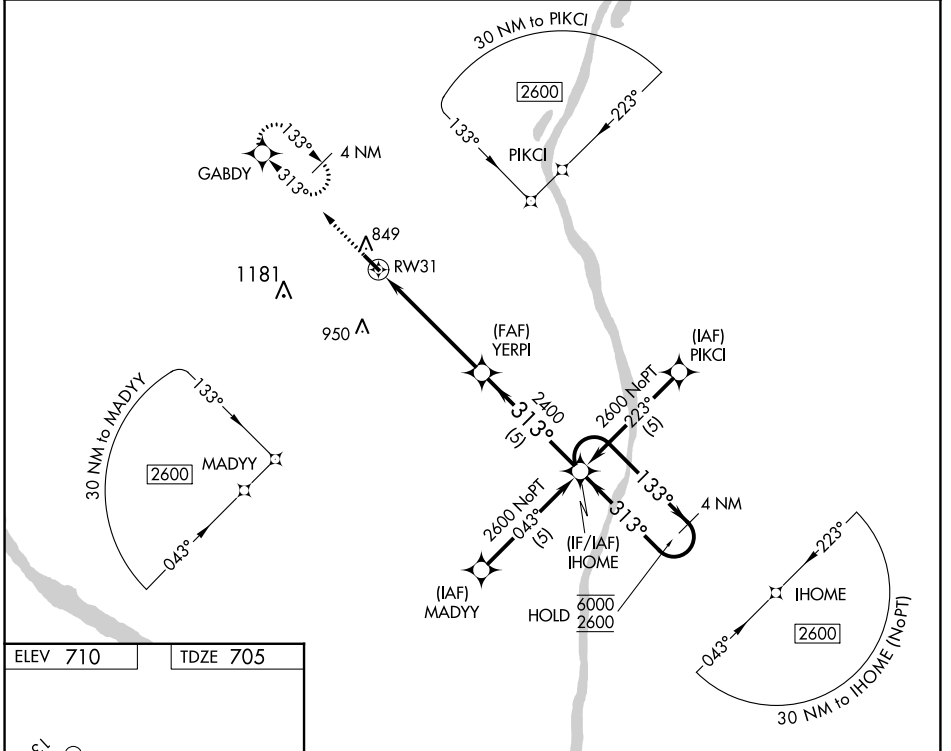 30 NM to PIKCI
2600
133°
223°
PIKCI
133°
4 NM
313°
GABDY
849
RW31
1181
950
(FAF)
YERPI
(IAF)
PIKCI
30 NM to MADYY
133°
2600
MADYY
043°
2400
313°
(5)
2600 NoPT
223°
(5)
133°
4 NM
313°
2600 NoPT
043°
(5)
(IF/IAF)
IHOME
(IAF)
MADYY
HOLD
6000
2600
223°
IHOME
2600
043°
30 NM to IHOME (NoPT)
ELEV 710
TDZE 705